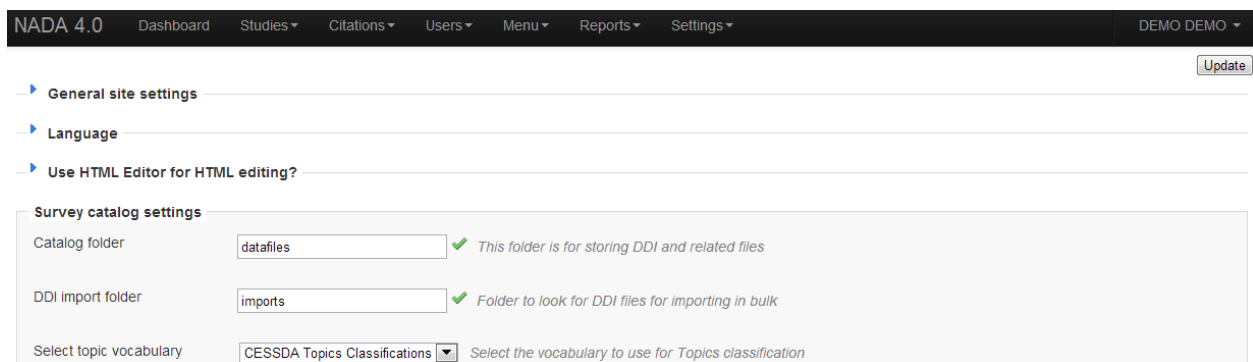 NADA 4.0 Dashboard Studies Citations Users Menu Reports Settings DEMO DEMO
Update
General site settings
Language
Use HTML Editor for HTML editing?
Survey catalog settings
Catalog folder datafiles This folder is for storing DDI and related files
DDI import folder imports Folder to look for DDI files for importing in bulk
Select topic vocabulary CESSDA Topics Classifications Select the vocabulary to use for Topics classification